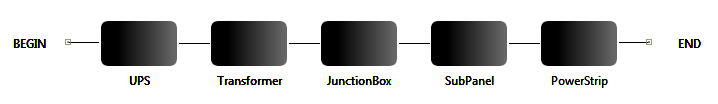 BEGIN
END
UPS
Transformer
JunctionBox
SubPanel
PowerStrip